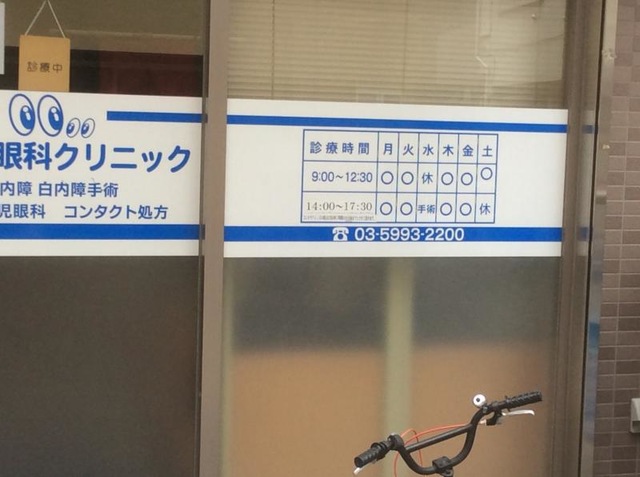 診療中
眼科クリニック
内障 白内障手術
児眼科 コンタクト処方
診療時間 月 火 水 木 金 土
9:00～12:30 〇 〇 休 〇 〇 〇
14:00～17:30 〇 〇 手術 〇 〇 休
☎ 03-5993-2200